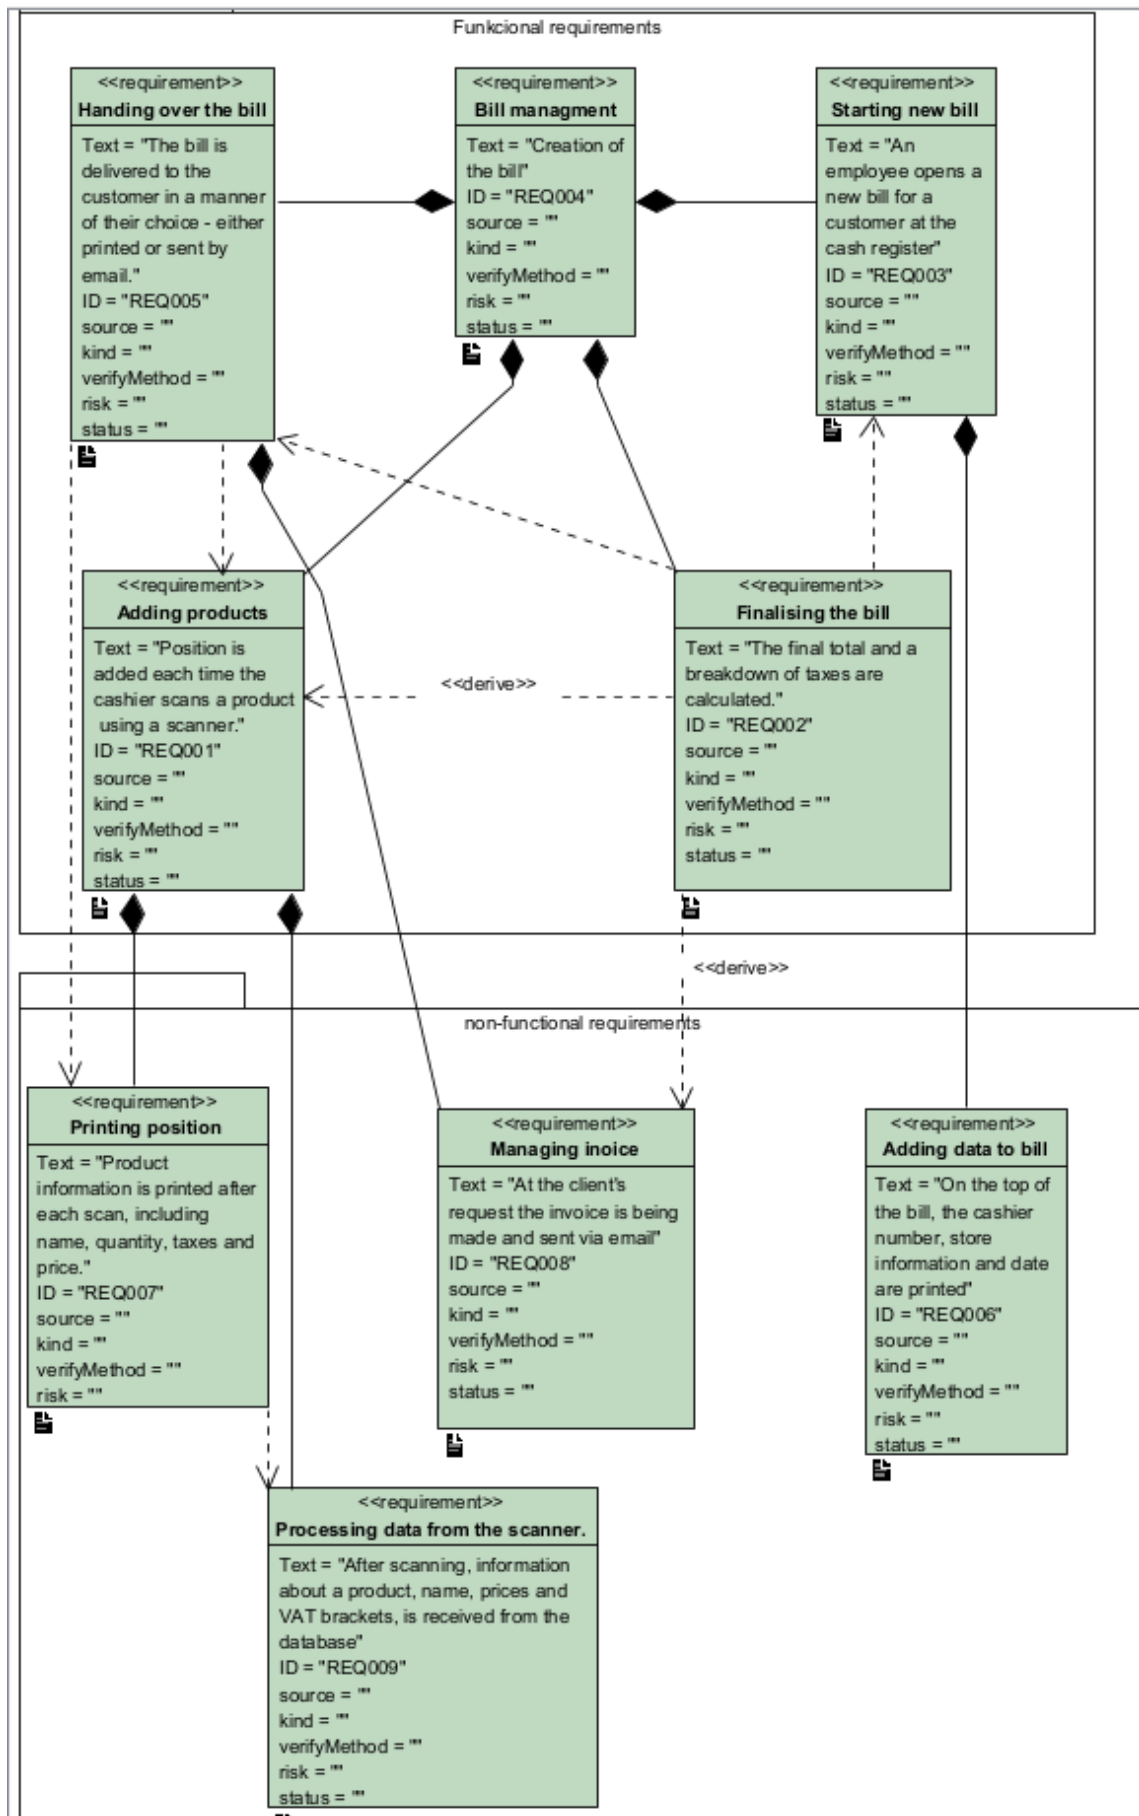 Funkcional requirements
<<requirement>>
Handing over the bill
Text = "The bill is
delivered to the
customer in a manner
of their choice - either
printed or sent by
email."
ID = "REQ005"
source = ""
kind = ""
verifyMethod = ""
risk = ""
status = ""
<<requirement>>
Bill managment
Text = "Creation of
the bill"
ID = "REQ004"
source = ""
kind = ""
verifyMethod = ""
risk = ""
status = ""
<<requirement>>
Starting new bill
Text = "An
employee opens a
new bill for a
customer at the
cash register"
ID = "REQ003"
source = ""
kind = ""
verifyMethod = ""
risk = ""
status = ""
<<requirement>>
Adding products
Text = "Position is
added each time the
cashier scans a product
using a scanner."
ID = "REQ001"
source = ""
kind = ""
verifyMethod = ""
risk = ""
status = ""
<<derive>>
<<requirement>>
Finalising the bill
Text = "The final total and a
breakdown of taxes are
calculated."
ID = "REQ002"
source = ""
kind = ""
verifyMethod = ""
risk = ""
status = ""
<<derive>>
non-functional requirements
<<requirement>>
Printing position
Text = "Product
information is printed after
each scan, including
name, quantity, taxes and
price."
ID = "REQ007"
source = ""
kind = ""
verifyMethod = ""
risk = ""
<<requirement>>
Managing inoice
Text = "At the client's
request the invoice is being
made and sent via email"
ID = "REQ008"
source = ""
kind = ""
verifyMethod = ""
risk = ""
status = ""
<<requirement>>
Adding data to bill
Text = "On the top of
the bill, the cashier
number, store
information and date
are printed"
ID = "REQ006"
source = ""
kind = ""
verifyMethod = ""
risk = ""
status = ""
<<requirement>>
Processing data from the scanner.
Text = "After scanning, information
about a product, name, prices and
VAT brackets, is received from the
database"
ID = "REQ009"
source = ""
kind = ""
verifyMethod = ""
risk = ""
status = ""